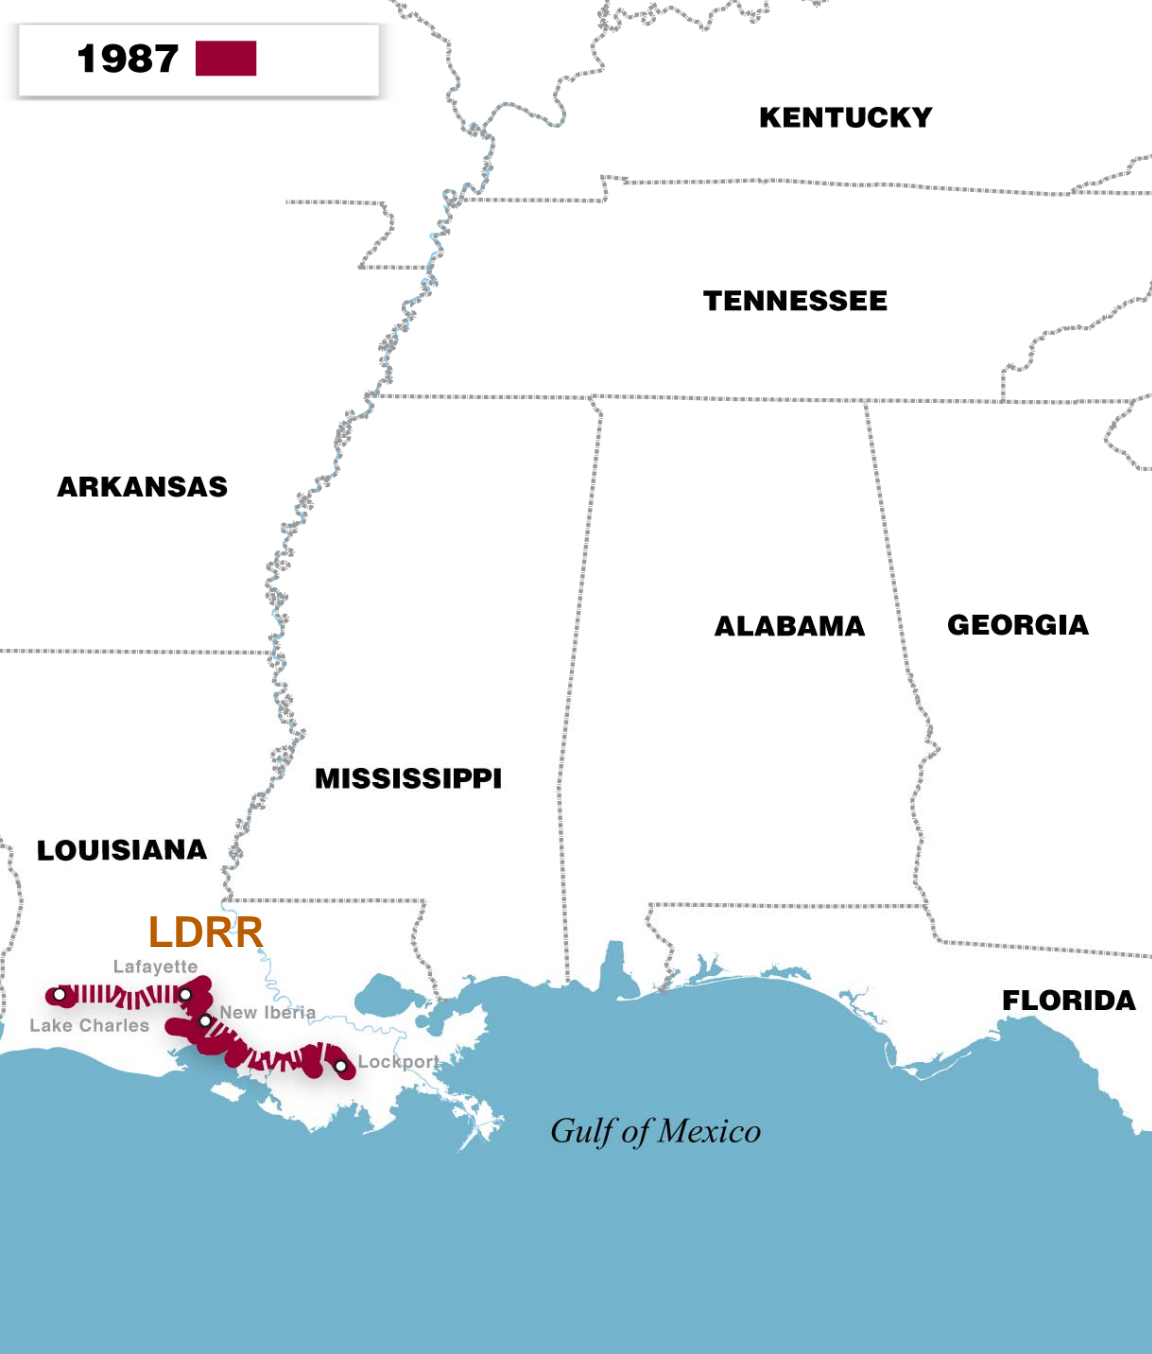 1987
KENTUCKY
TENNESSEE
ARKANSAS
ALABAMA
GEORGIA
MISSISSIPPI
LOUISIANA
LDRR
Lafayette
FLORIDA
New Iberia
Lake Charles
Lockport
Gulf of Mexico